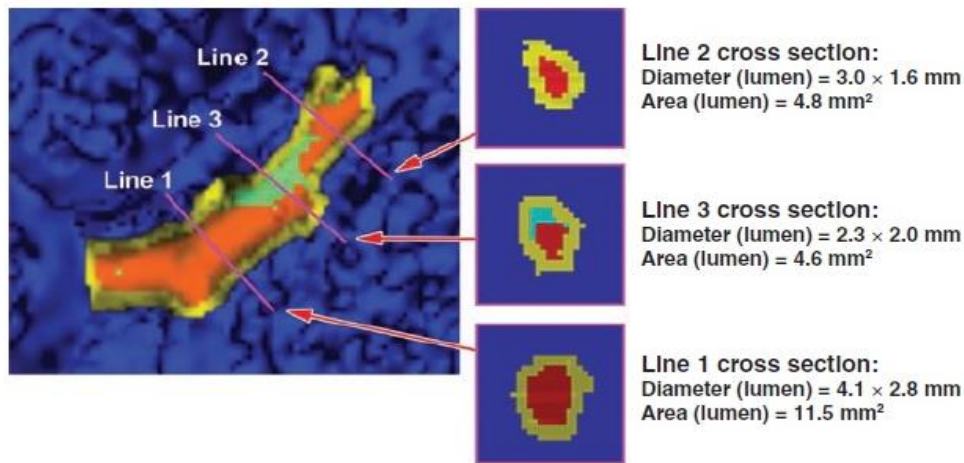 Line 2
Line 3
Line 1
Line 2 cross section:
Diameter (lumen) = 3.0 × 1.6 mm
Area (lumen) = 4.8 mm²
Line 3 cross section:
Diameter (lumen) = 2.3 × 2.0 mm
Area (lumen) = 4.6 mm²
Line 1 cross section:
Diameter (lumen) = 4.1 × 2.8 mm
Area (lumen) = 11.5 mm²